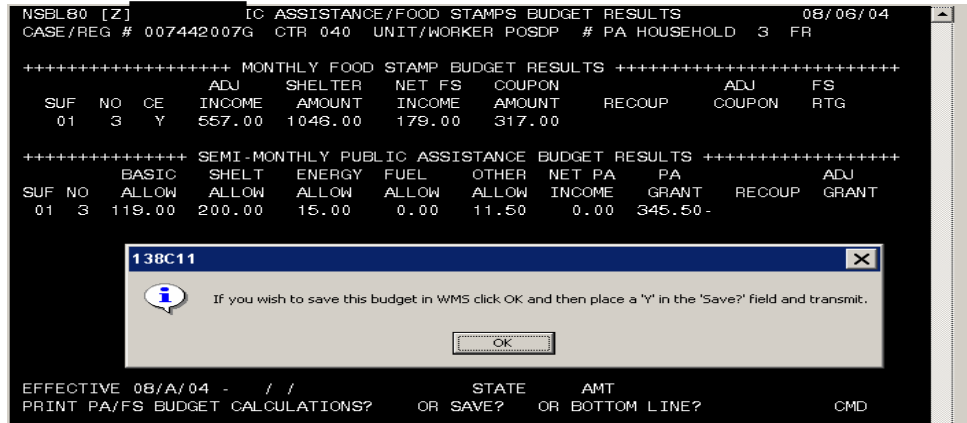 NSBL80 [Z] IC ASSISTANCE/FOOD STAMPS BUDGET RESULTS 08/06/04
CASE/REG # 007442007G CTR 040 UNIT/WORKER POSDP # PA HOUSEHOLD 3 FR
++++++++++++++++++ MONTHLY FOOD STAMP BUDGET RESULTS ++++++++++++++++++++++++++
ADJ SHELTER NET FS COUPON ADJ FS
SUF NO CE INCOME AMOUNT INCOME AMOUNT RECOUP COUPON RTG
01 3 Y 557.00 1046.00 179.00 317.00
+++++++++++++++ SEMI-MONTHLY PUBLIC ASSISTANCE BUDGET RESULTS ++++++++++++++++++
BASIC SHELT ENERGY FUEL OTHER NET PA PA ADJ
SUF NO ALLOW ALLOW ALLOW ALLOW ALLOW INCOME GRANT RECOUP GRANT
01 3 119.00 200.00 15.00 0.00 11.50 0.00 345.50-
138C11
If you wish to save this budget in WMS click OK and then place a 'Y' in the 'Save?' field and transmit.
OK
EFFECTIVE 08/A/04 - / / STATE AMT
PRINT PA/FS BUDGET CALCULATIONS? OR SAVE? OR BOTTOM LINE? CMD